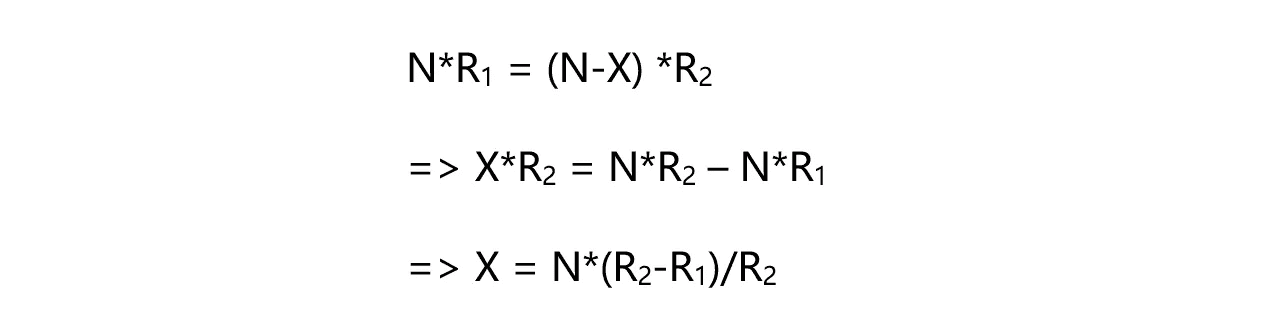 N*R₁ = (N-X) *R₂
=> X*R₂ = N*R₂ – N*R₁
=> X = N*(R₂-R₁)/R₂